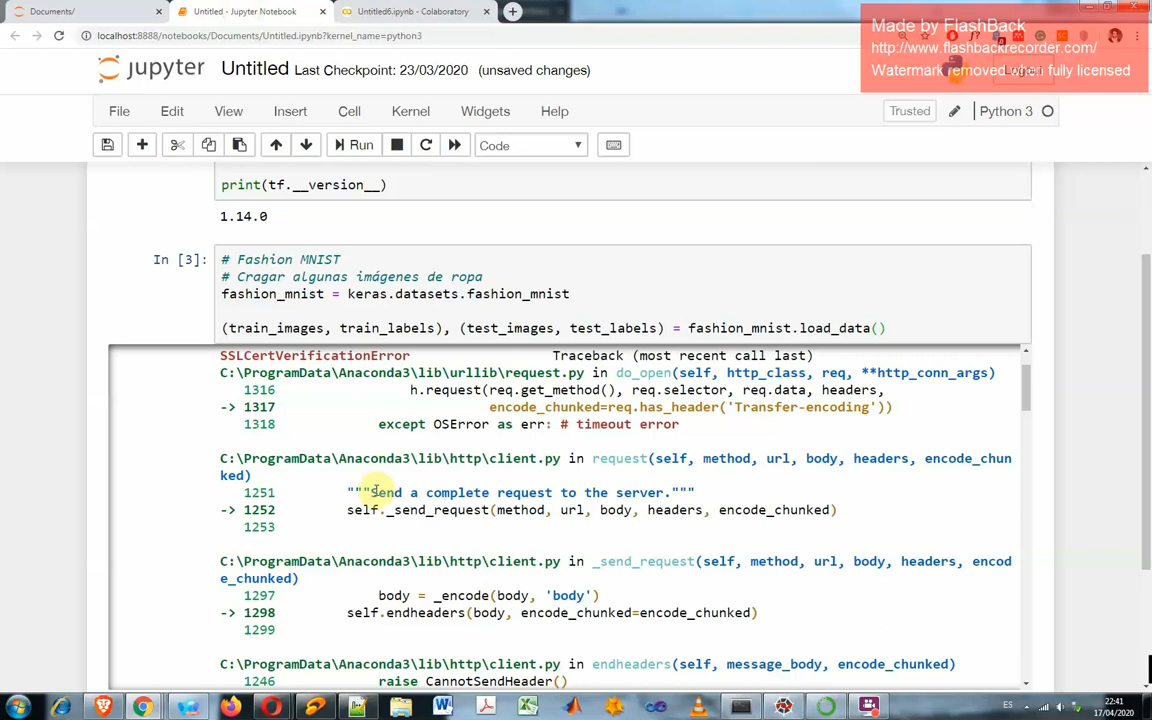 Documents/
Untitled - Jupyter Notebook
Untitled6.ipynb - Colaboratory
localhost:8888/notebooks/Documents/Untitled.ipynb?kernel_name=python3
Made by FlashBack
http://www.flashbackrecorder.com/
Watermark removed when fully licensed
jupyter Untitled Last Checkpoint: 23/03/2020 (unsaved changes)
File Edit View Insert Cell Kernel Widgets Help Trusted Python 3
Run Code
print(tf.__version__)
1.14.0
In [3]: # Fashion MNIST
# Cragar algunas imágenes de ropa
fashion_mnist = keras.datasets.fashion_mnist
(train_images, train_labels), (test_images, test_labels) = fashion_mnist.load_data()
SSLCertVerificationError Traceback (most recent call last)
C:\ProgramData\Anaconda3\lib\urllib\request.py in do_open(self, http_class, req, **http_conn_args)
1316 h.request(req.get_method(), req.selector, req.data, headers,
-> 1317 encode_chunked=req.has_header('Transfer-encoding'))
1318 except OSError as err: # timeout error
C:\ProgramData\Anaconda3\lib\http\client.py in request(self, method, url, body, headers, encode_chun
ked)
1251 """Send a complete request to the server."""
-> 1252 self._send_request(method, url, body, headers, encode_chunked)
1253
C:\ProgramData\Anaconda3\lib\http\client.py in _send_request(self, method, url, body, headers, encod
e_chunked)
1297 body = _encode(body, 'body')
-> 1298 self.endheaders(body, encode_chunked=encode_chunked)
1299
C:\ProgramData\Anaconda3\lib\http\client.py in endheaders(self, message_body, encode_chunked)
1246 raise CannotSendHeader()
ES
22:41
17/04/2020